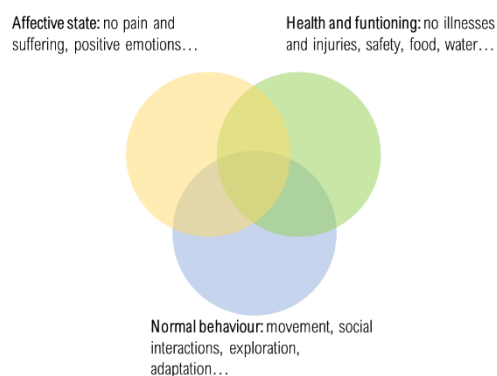 Affective state: no pain and
suffering, positive emotions…
Health and funtioning: no illnesses
and injuries, safety, food, water…
Normal behaviour: movement, social
interactions, exploration,
adaptation…